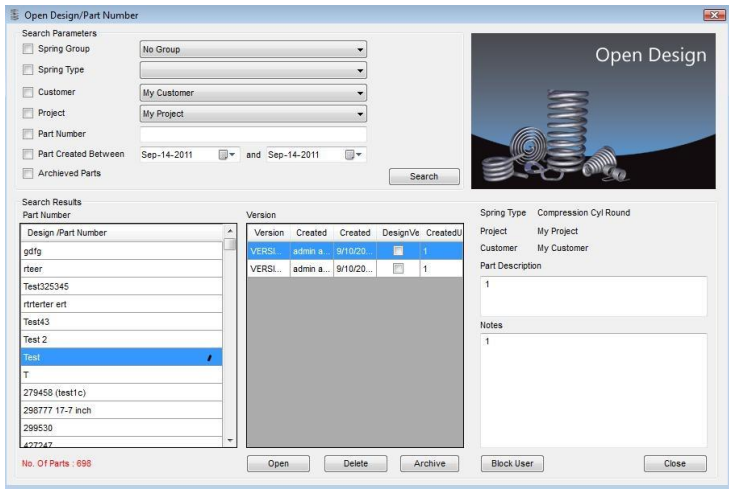 Open Design/Part Number
Search Parameters
Spring Group
No Group
Spring Type
Customer
My Customer
Project
My Project
Part Number
Part Created Between
Sep-14-2011
and
Sep-14-2011
Archieved Parts
Search
Open Design
Search Results
Part Number
Design /Part Number
gdfg
rteer
Test325345
rtrterter ert
Test43
Test 2
Test
T
279458 (test1c)
298777 17-7 inch
299530
427247
No. Of Parts : 698
Version
Version Created Created DesignVe CreatedU
VERSI... admin a... 9/10/20... 1
VERSI... admin a... 9/10/20... 1
Open
Delete
Archive
Spring Type Compression Cyl Round
Project My Project
Customer My Customer
Part Description
1
Notes
1
Block User
Close